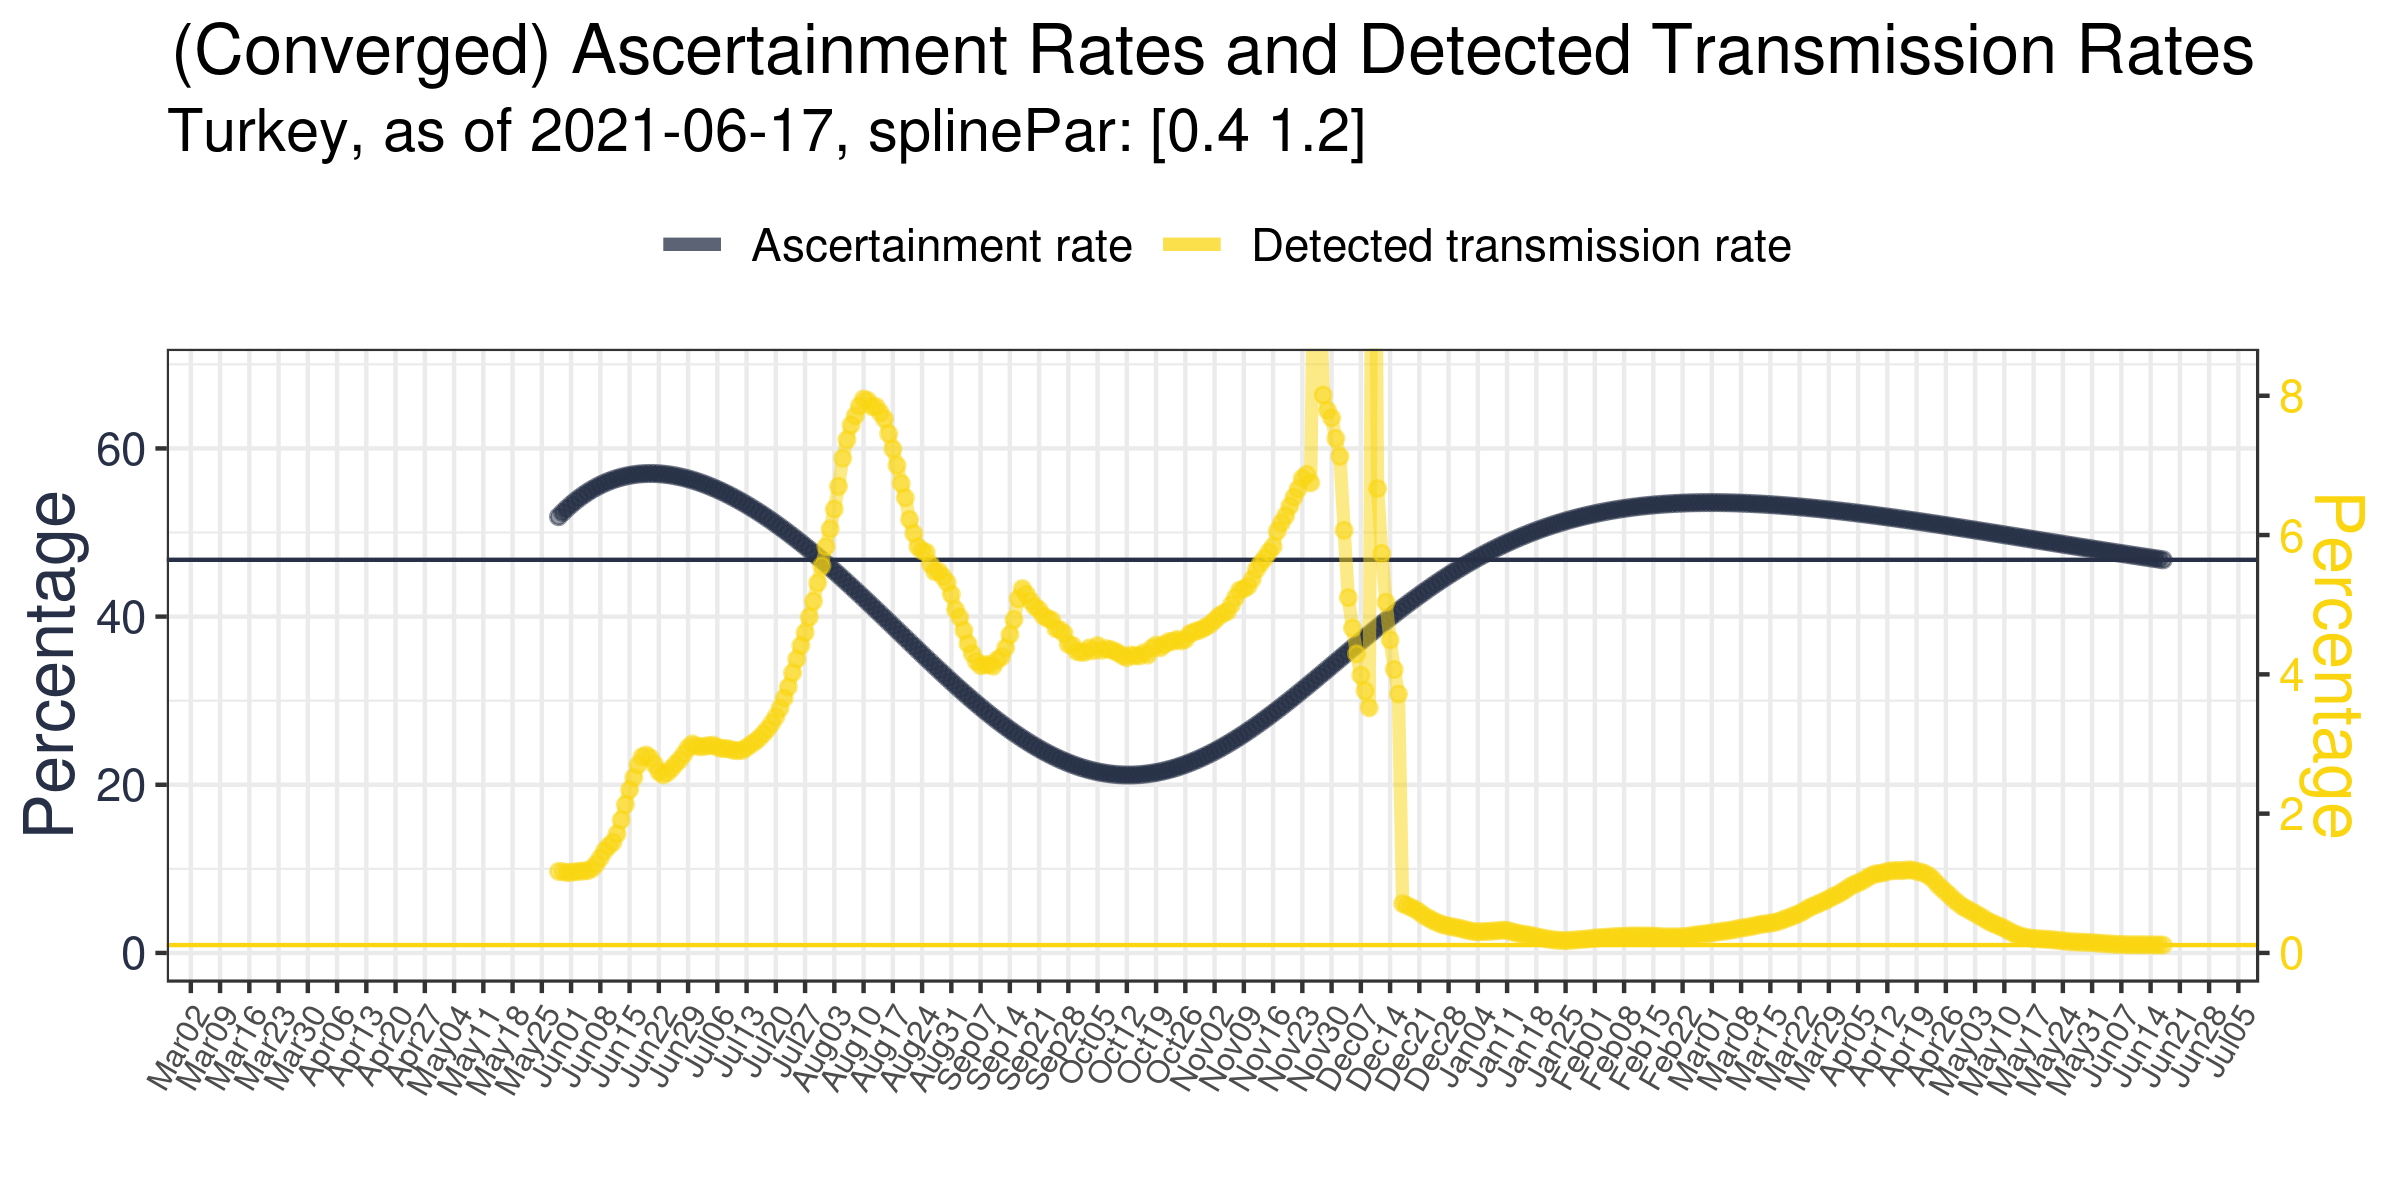 (Converged) Ascertainment Rates and Detected Transmission Rates
Turkey, as of 2021-06-17, splinePar: [0.4 1.2]
Ascertainment rate Detected transmission rate
Percentage
60
40
20
0
8
6
4
2
0
Percentage
Mar02 Mar09 Mar16 Mar23 Mar30 Apr06 Apr13 Apr20 Apr27 May04 May11 May18 May25 Jun01 Jun08 Jun15 Jun22 Jun29 Jul06 Jul13 Jul20 Jul27 Aug03 Aug10 Aug17 Aug24 Aug31 Sep07 Sep14 Sep21 Sep28 Oct05 Oct12 Oct19 Oct26 Nov02 Nov09 Nov16 Nov23 Nov30 Dec07 Dec14 Dec21 Dec28 Jan04 Jan11 Jan18 Jan25 Feb01 Feb08 Feb15 Feb22 Mar01 Mar08 Mar15 Mar22 Mar29 Apr05 Apr12 Apr19 Apr26 May03 May10 May17 May24 May31 Jun07 Jun14 Jun21 Jun28 Jul05